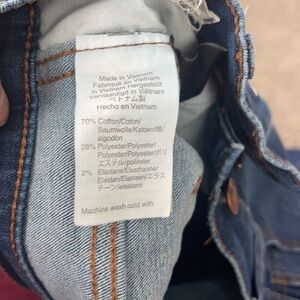 Made in Vietnam
Fabriqué au Vietnam
In Vietnam Hergestellt
Vervaardigd in Viëtnam
ベトナム製
Hecho en Vietnam
70% Cotton/Coton/
Baumwolle/Katoen/綿/
algodón
28% Polyester/Polyester/
Polyester/Polyester/ポリ
エステル/poliéster
2% Elastane/Élasthanne/
Elastan/Elastaan/エラス
テーン/elastano
Machine wash cold with